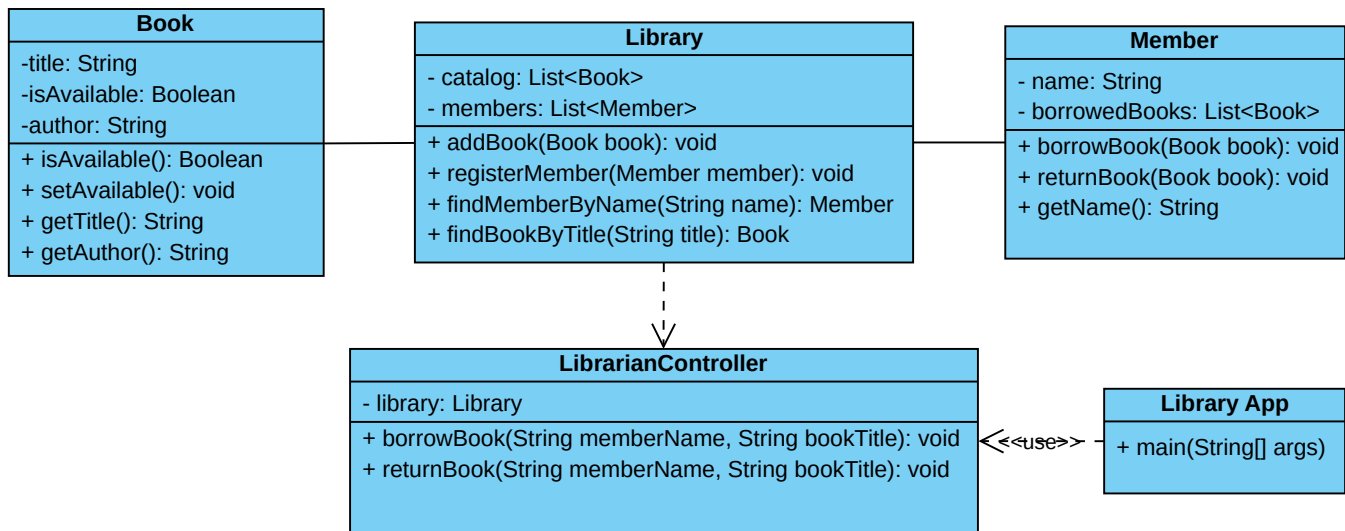 Book
-title: String
-isAvailable: Boolean
-author: String
+ isAvailable(): Boolean
+ setAvailable(): void
+ getTitle(): String
+ getAuthor(): String
Library
- catalog: List<Book>
- members: List<Member>
+ addBook(Book book): void
+ registerMember(Member member): void
+ findMemberByName(String name): Member
+ findBookByTitle(String title): Book
Member
- name: String
- borrowedBooks: List<Book>
+ borrowBook(Book book): void
+ returnBook(Book book): void
+ getName(): String
LibrarianController
- library: Library
+ borrowBook(String memberName, String bookTitle): void
+ returnBook(String memberName, String bookTitle): void
<<use>>
Library App
+ main(String[] args)